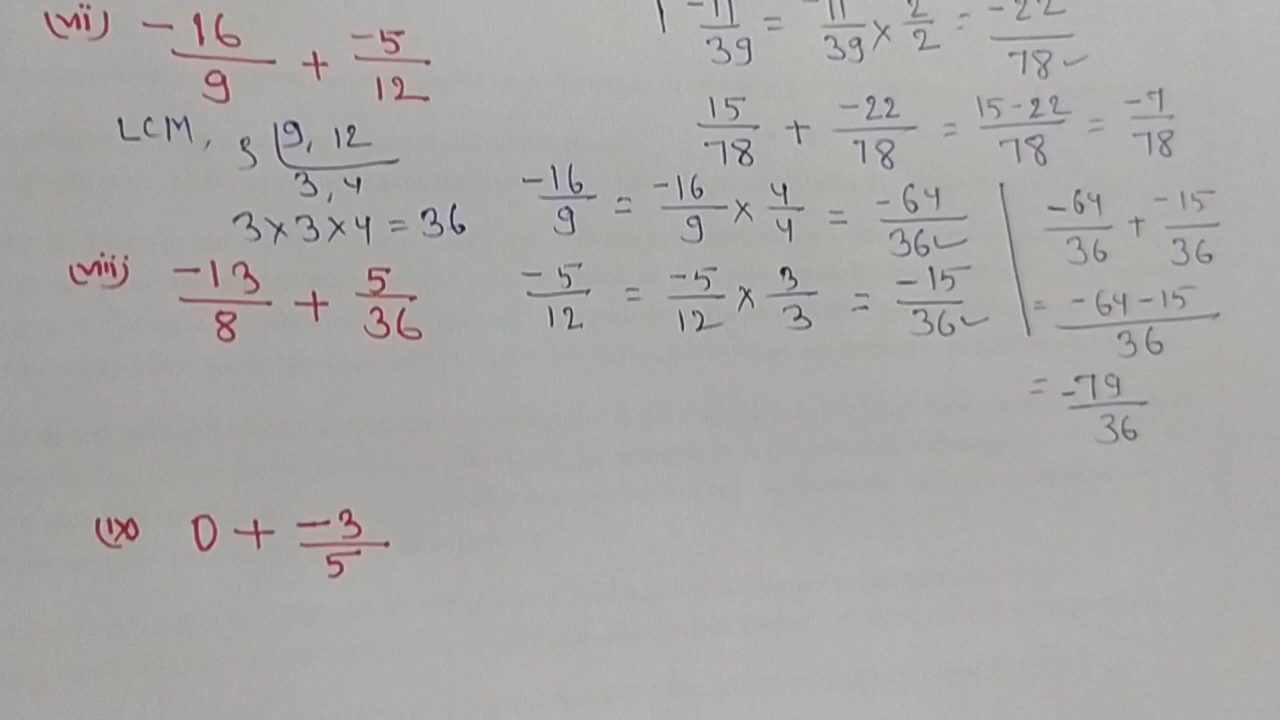 -11/39 = -11/39 × 2/2 = -22/78 ✓
15/78 + -22/78 = 15-22/78 = -7/78
(vii) -16/9 + -5/12
LCM, 3 | 9, 12
3, 4
3×3×4 = 36
-16/9 = -16/9 × 4/4 = -64/36 ✓
-5/12 = -5/12 × 3/3 = -15/36 ✓
-64/36 + -15/36
= -64-15/36
= -79/36
(viii) -13/8 + 5/36
(ix) 0 + -3/5